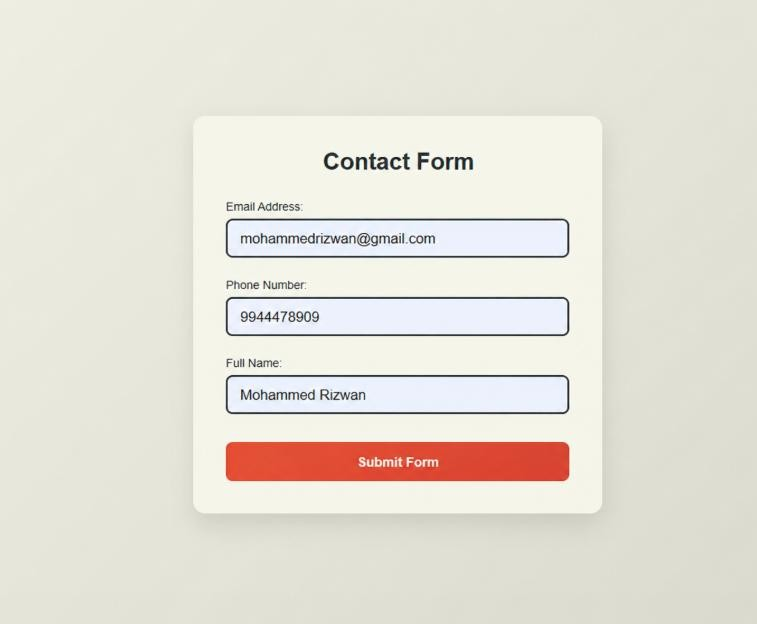 Contact Form
Email Address:
mohammedrizwan@gmail.com
Phone Number:
9944478909
Full Name:
Mohammed Rizwan
Submit Form